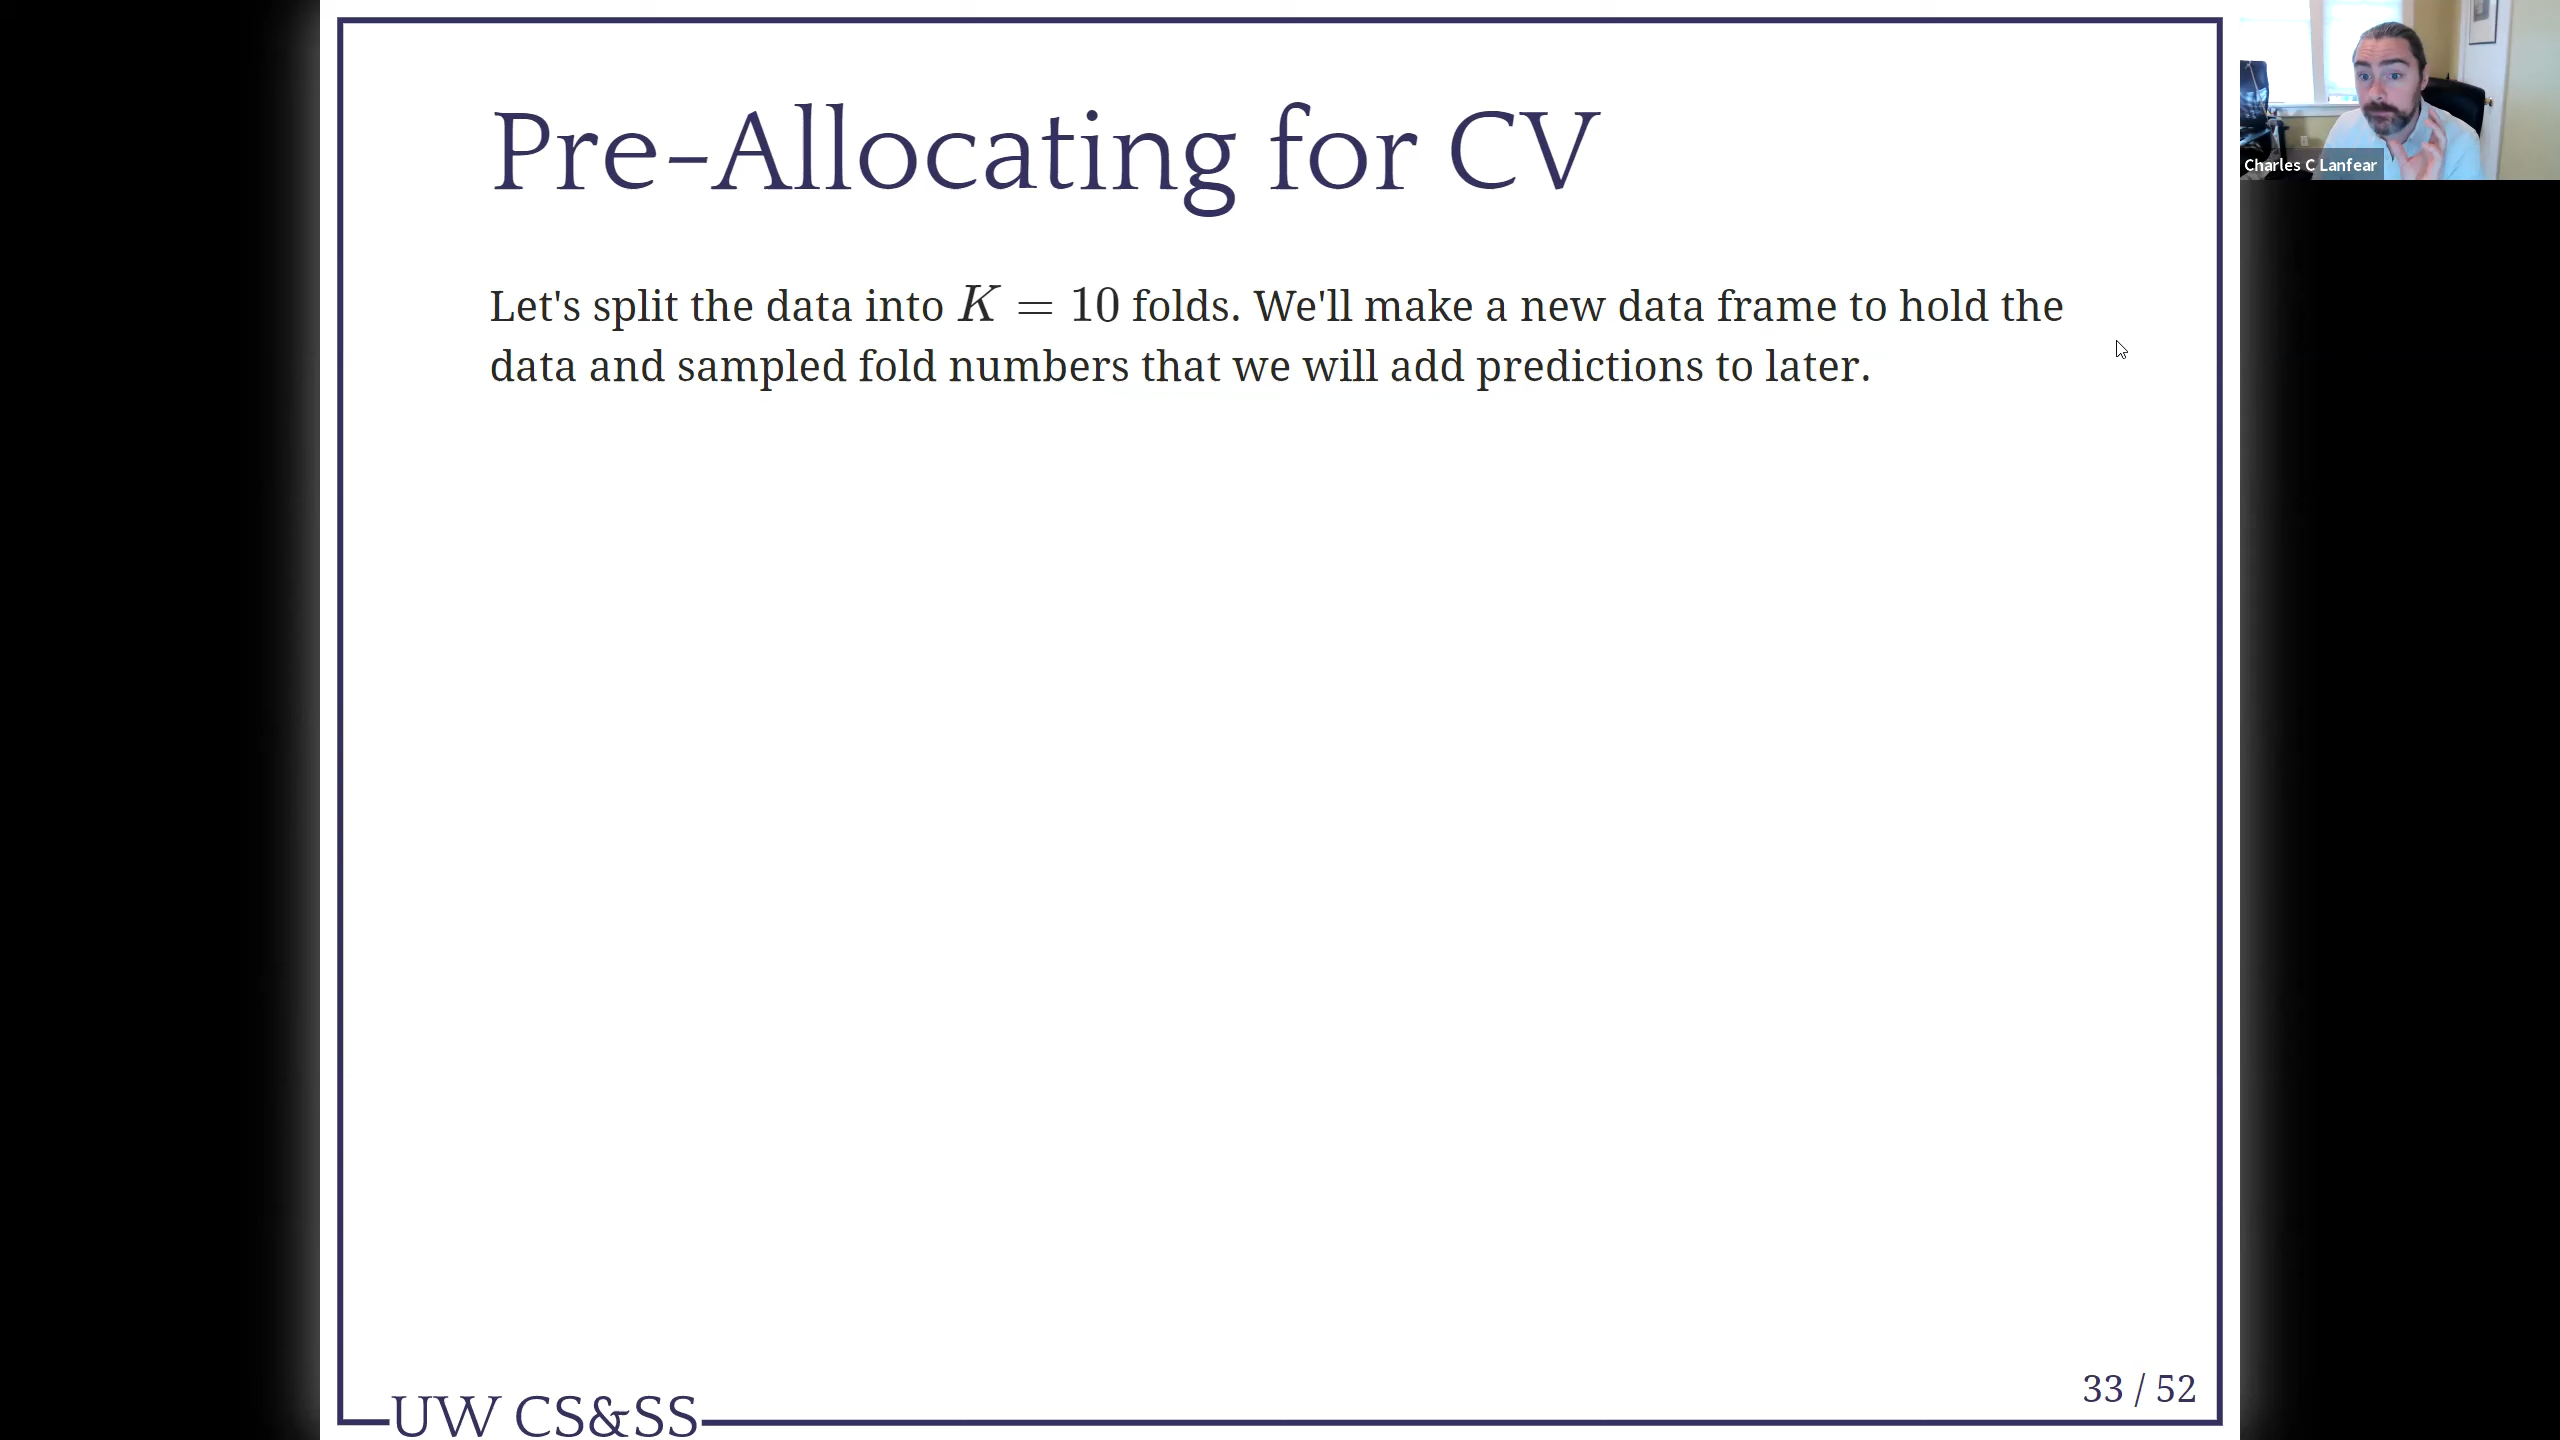 Pre-Allocating for CV
Charles C Lanfear
Let's split the data into K = 10 folds. We'll make a new data frame to hold the
data and sampled fold numbers that we will add predictions to later.
33 / 52
UW CS&SS